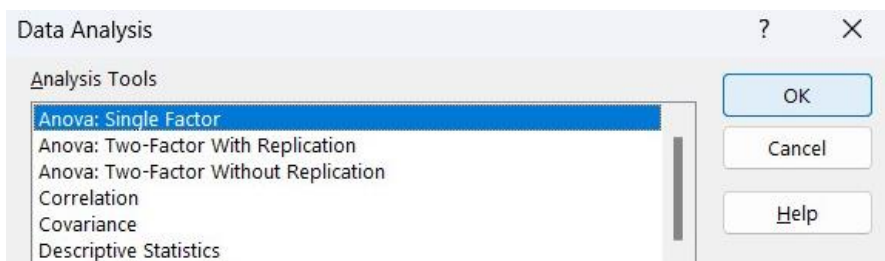 Data Analysis
?
Analysis Tools
Anova: Single Factor
Anova: Two-Factor With Replication
Anova: Two-Factor Without Replication
Correlation
Covariance
Descriptive Statistics
OK
Cancel
Help